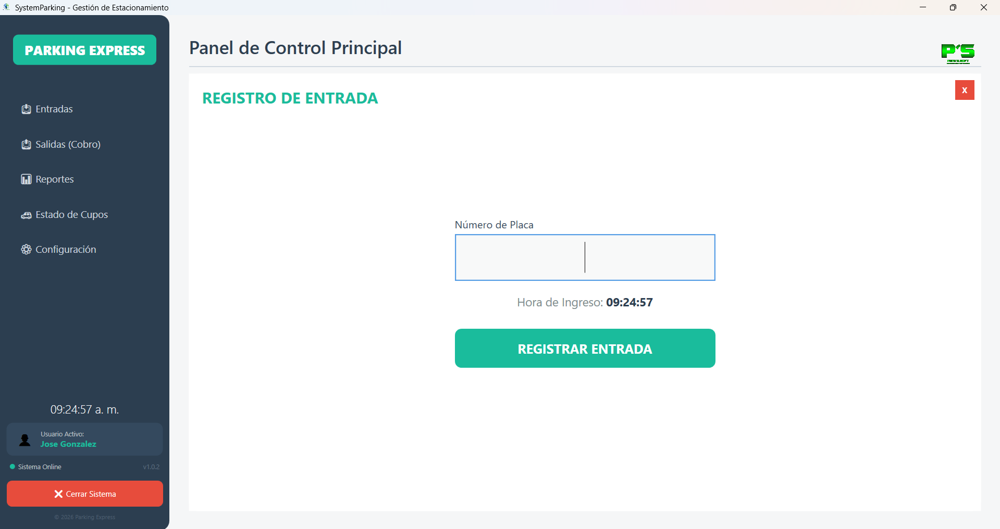 SystemParking - Gestión de Estacionamiento
PARKING EXPRESS
Entradas
Salidas (Cobro)
Reportes
Estado de Cupos
Configuración
09:24:57 a. m.
Usuario Activo:
Jose Gonzalez
Sistema Online
v1.0.2
Cerrar Sistema
© 2026 Parking Express
Panel de Control Principal
P'S
REGISTRO DE ENTRADA
X
Número de Placa
Hora de Ingreso: 09:24:57
REGISTRAR ENTRADA